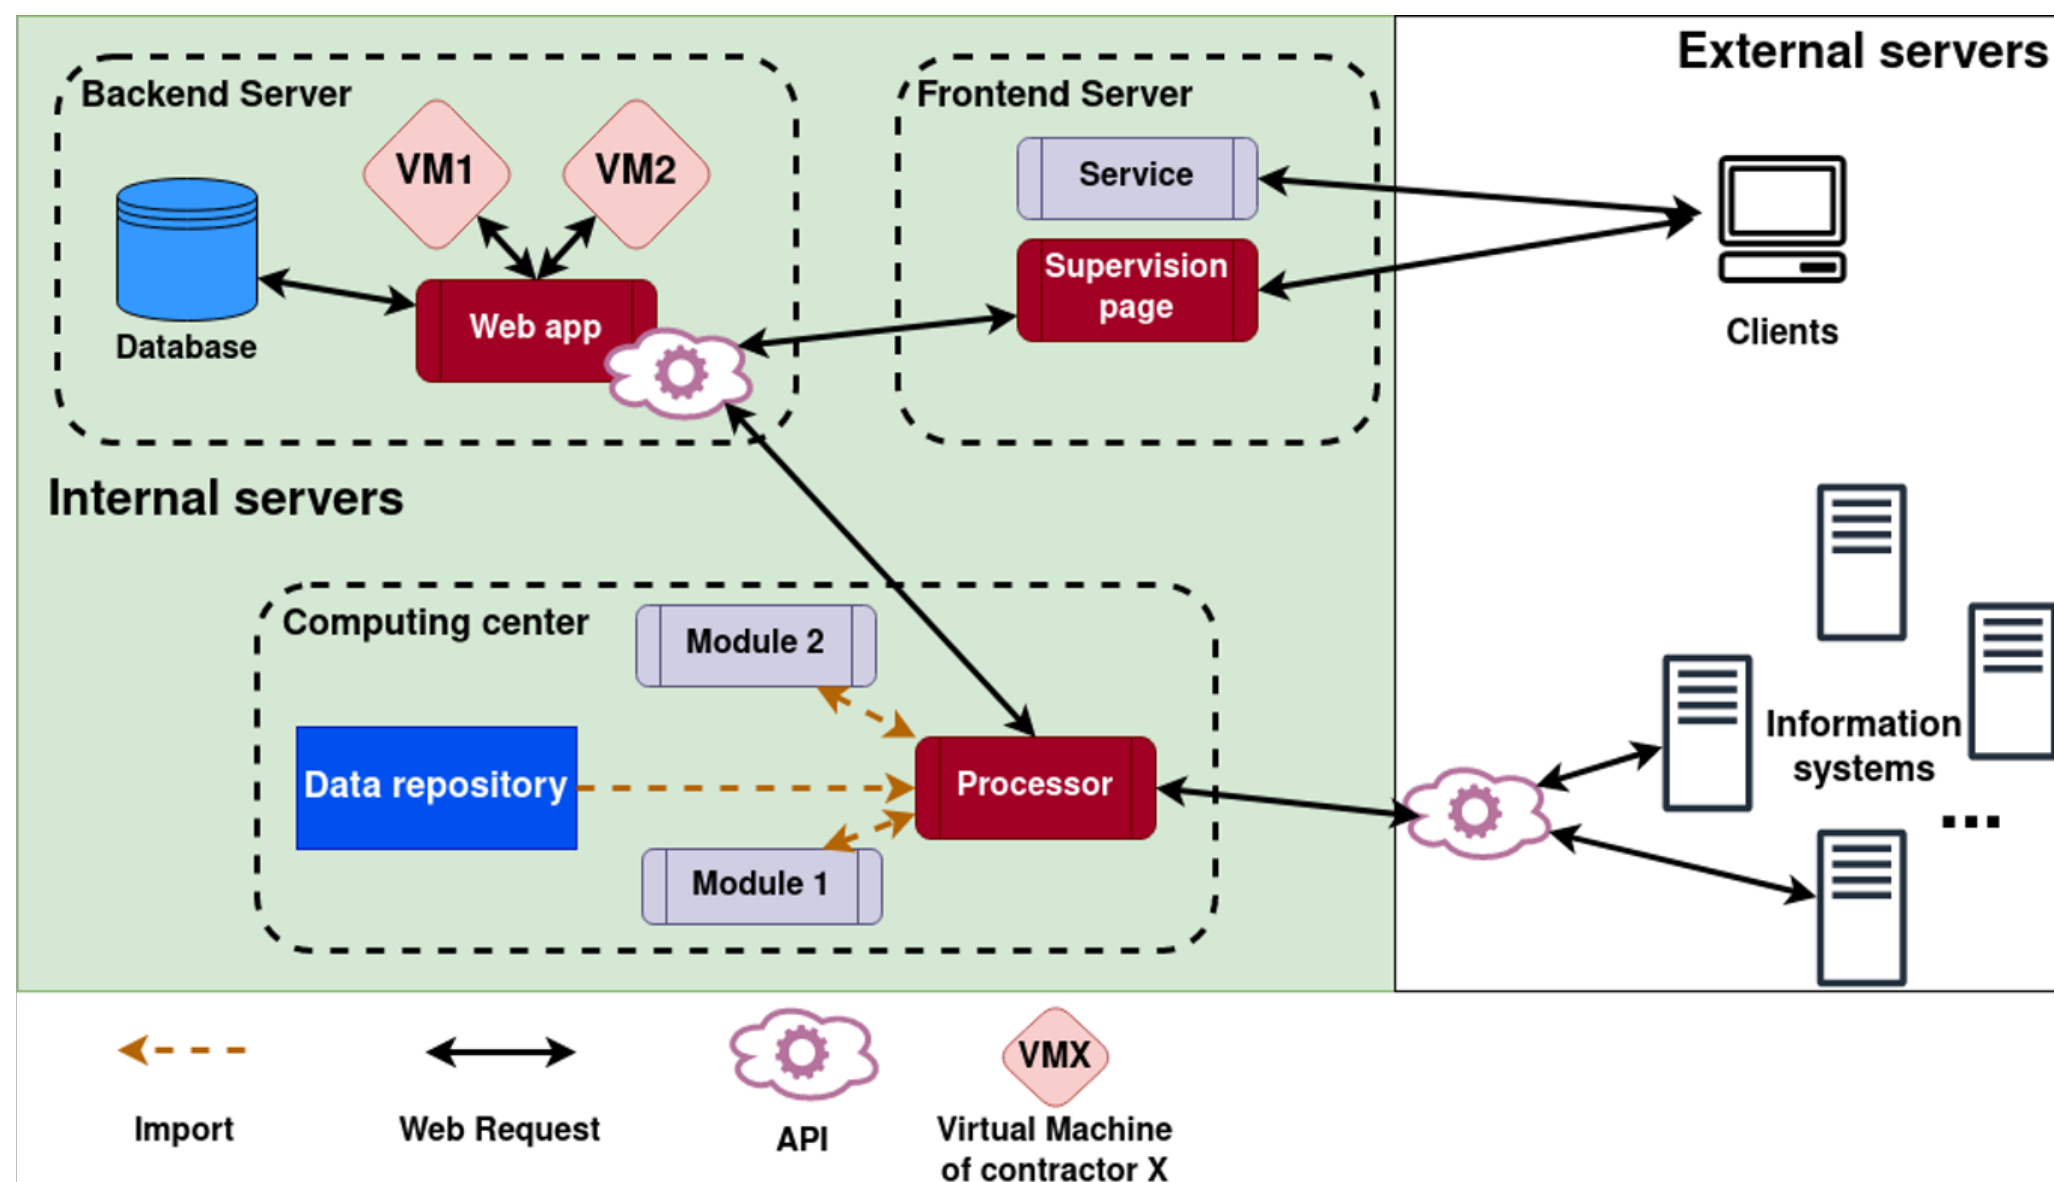 External servers
Backend Server
Frontend Server
VM1
VM2
Service
Supervision
page
Web app
Database
Clients
Internal servers
Computing center
Module 2
Data repository
Processor
Information
systems
...
Module 1
VMX
Import
Web Request
API
Virtual Machine
of contractor X